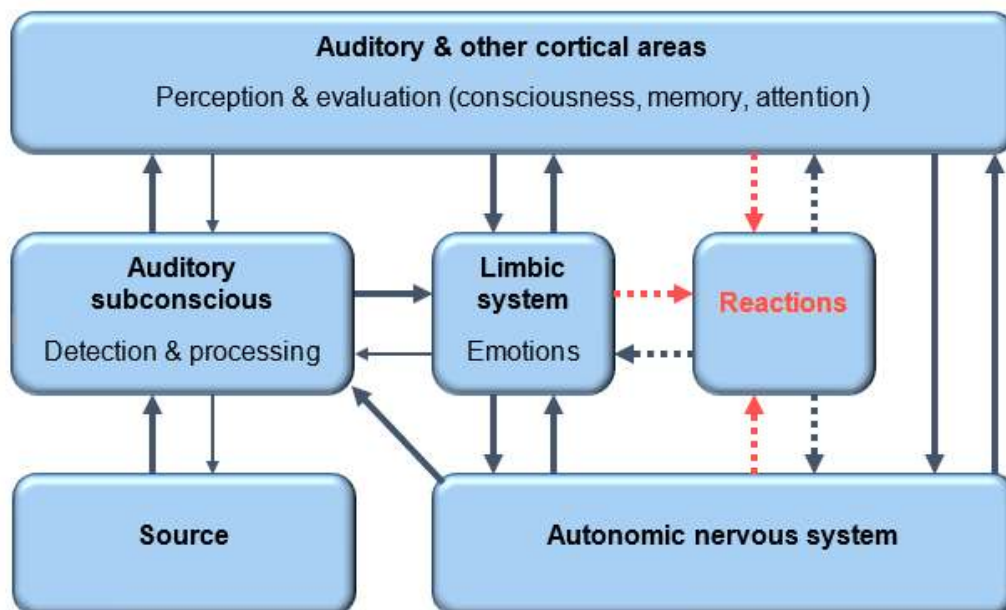 Auditory & other cortical areas
Perception & evaluation (consciousness, memory, attention)
Auditory
subconscious
Detection & processing
Limbic
system
Emotions
Reactions
Source
Autonomic nervous system